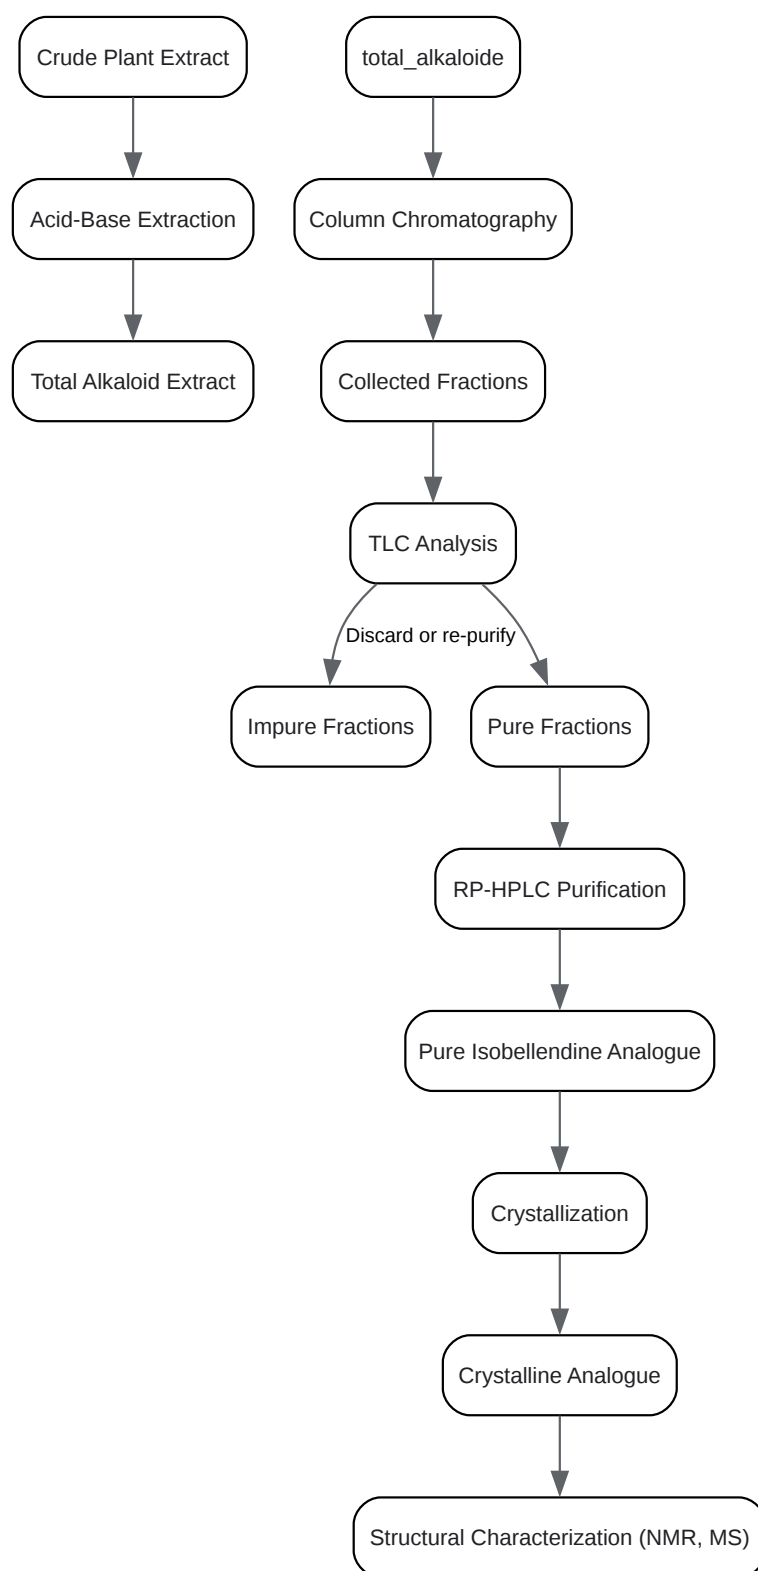 Crude Plant Extract
total_alkaloide
Acid-Base Extraction
Column Chromatography
Total Alkaloid Extract
Collected Fractions
TLC Analysis
Discard or re-purify
Impure Fractions
Pure Fractions
RP-HPLC Purification
Pure Isobellendine Analogue
Crystallization
Crystalline Analogue
Structural Characterization (NMR, MS)